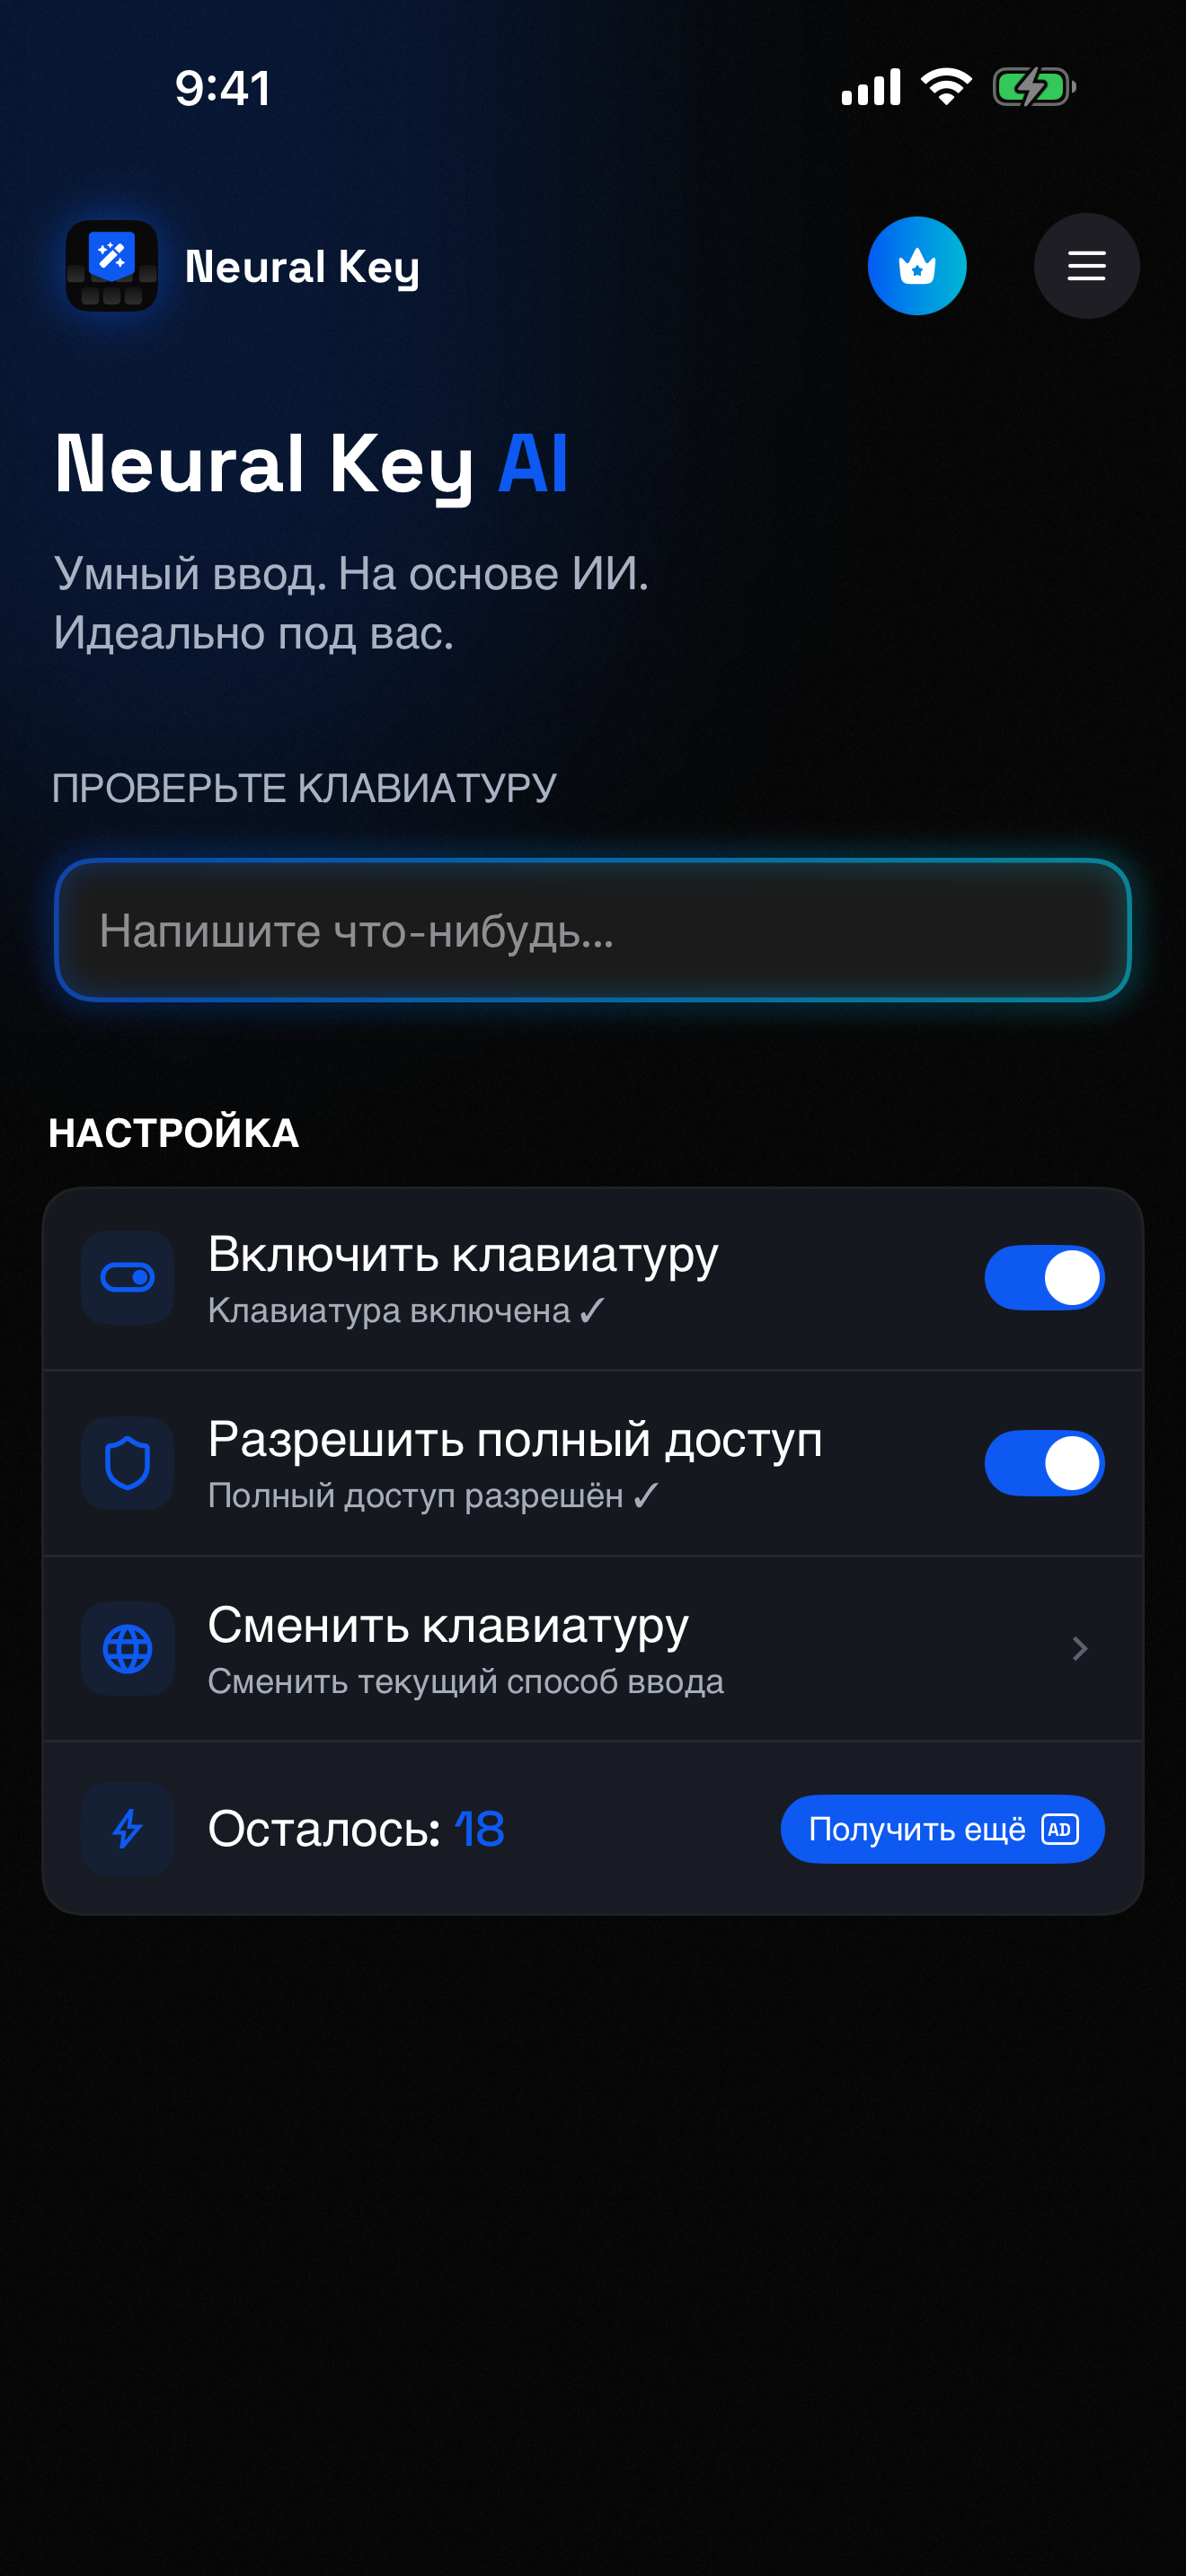 9:41
Neural Key
Neural Key AI
Умный ввод. На основе ИИ.
Идеально под вас.
ПРОВЕРЬТЕ КЛАВИАТУРУ
Напишите что-нибудь...
НАСТРОЙКА
Включить клавиатуру
Клавиатура включена ✓
Разрешить полный доступ
Полный доступ разрешён ✓
Сменить клавиатуру
Сменить текущий способ ввода
Осталось: 18
Получить ещё AD